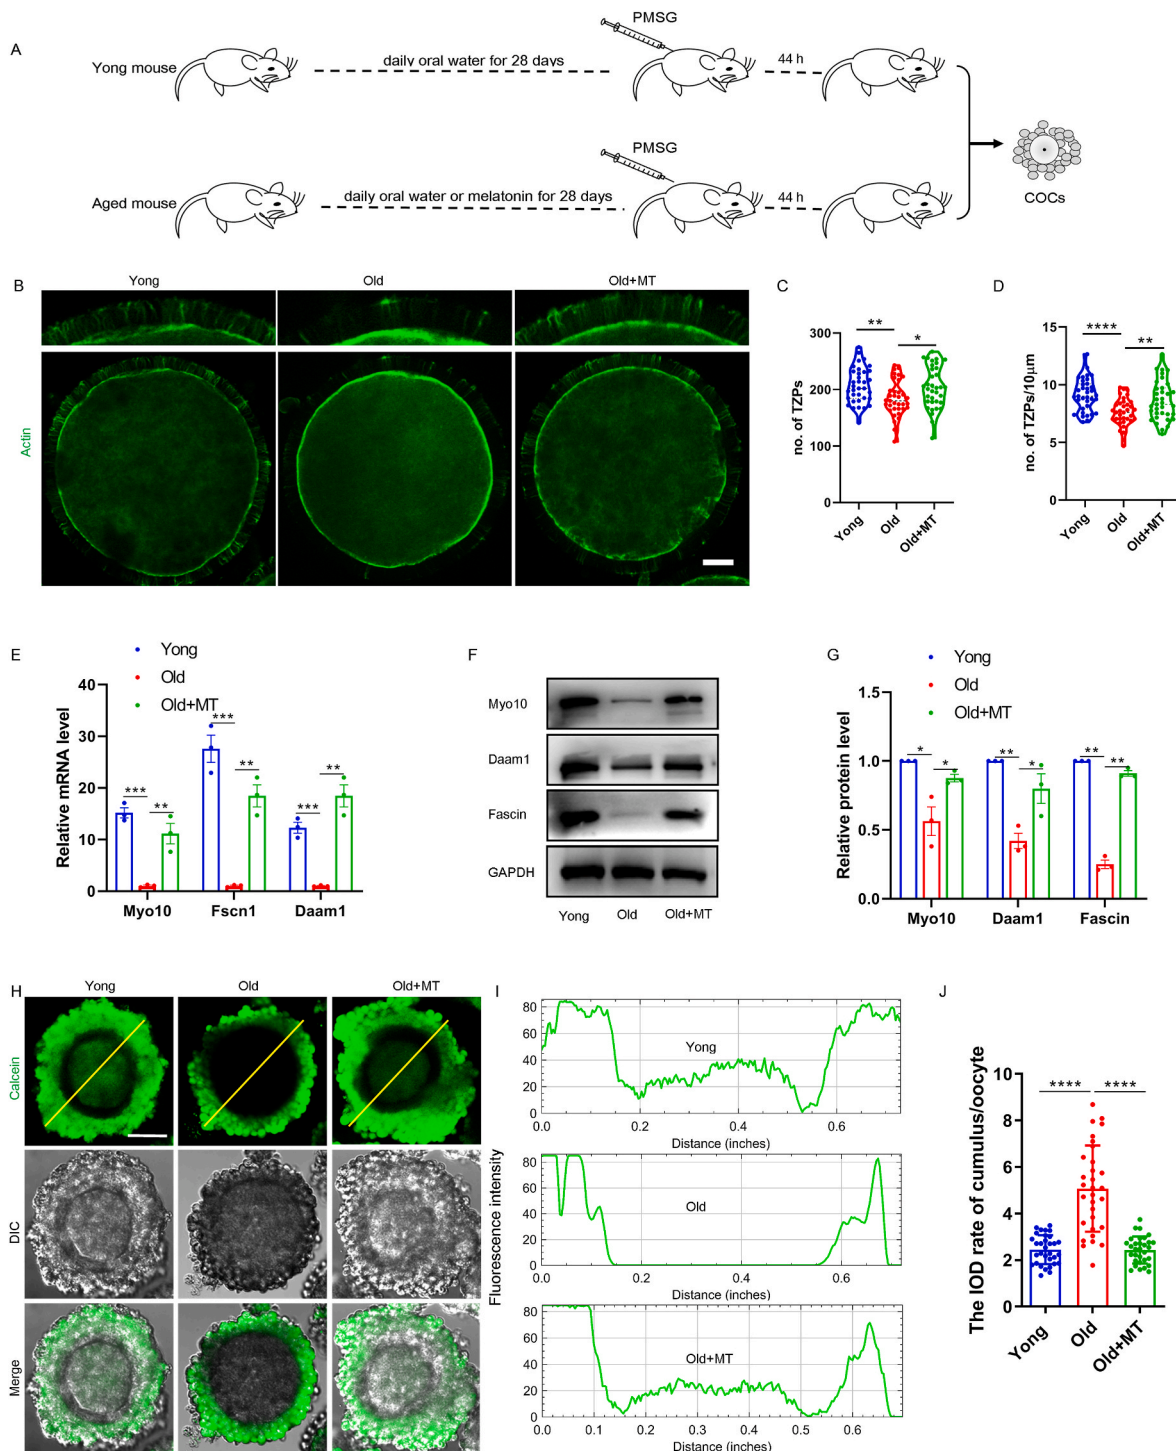 A
Yong mouse
daily oral water for 28 days
PMSG
44 h
Aged mouse
daily oral water or melatonin for 28 days
PMSG
44 h
COCs
B
Yong
Old
Old+MT
Actin
C
no. of TZPs
300
200
100
0
**
*
Yong
Old
Old+MT
D
no. of TZPs/10μm
15
10
5
0
****
**
Yong
Old
Old+MT
E
Yong
Old
Old+MT
Relative mRNA level
40
30
20
10
0
***
**
***
**
***
**
Myo10
Fscn1
Daam1
F
Myo10
Daam1
Fascin
GAPDH
Yong
Old
Old+MT
G
Yong
Old
Old+MT
Relative protein level
1.5
1.0
0.5
0.0
*
*
**
*
**
**
Myo10
Daam1
Fascin
H
Yong
Old
Old+MT
Calcein
DIC
Merge
I
Fluorescence intensity
80
60
40
20
0
Yong
0.0
0.2
0.4
0.6
Distance (inches)
80
60
40
20
0
Old
0.0
0.2
0.4
0.6
Distance (inches)
80
60
40
20
0
Old+MT
0.0
0.1
0.2
0.3
0.4
0.5
0.6
Distance (inches)
J
The IOD rate of cumulus/oocyte
10
8
6
4
2
0
****
****
Yong
Old
Old+MT